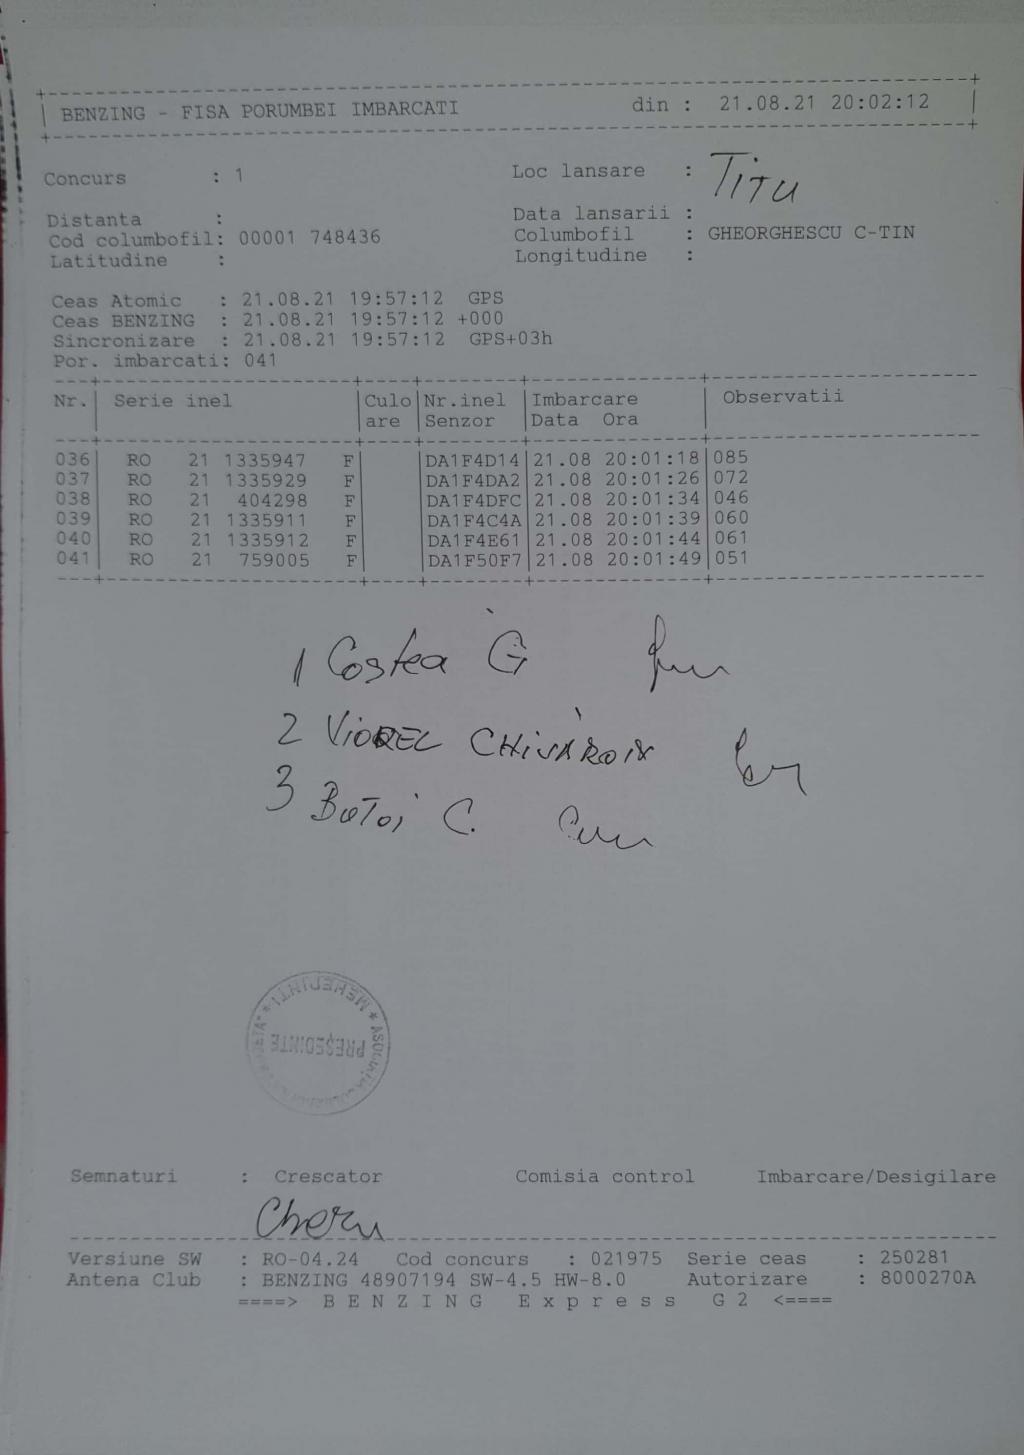 BENZING - FISA PORUMBEI IMBARCATI din : 21.08.21 20:02:12
Concurs : 1 Loc lansare : Titu
Distanta : Data lansarii :
Cod columbofil: 00001 748436 Columbofil : GHEORGHESCU C-TIN
Latitudine : Longitudine :
Ceas Atomic : 21.08.21 19:57:12 GPS
Ceas BENZING : 21.08.21 19:57:12 +000
Sincronizare : 21.08.21 19:57:12 GPS+03h
Por. imbarcati: 041
Nr. Serie inel Culo Nr.inel Imbarcare Observatii
are Senzor Data Ora
036 RO 21 1335947 F DA1F4D14 21.08 20:01:18 085
037 RO 21 1335929 F DA1F4DA2 21.08 20:01:26 072
038 RO 21 404298 F DA1F4DFC 21.08 20:01:34 046
039 RO 21 1335911 F DA1F4C4A 21.08 20:01:39 060
040 RO 21 1335912 F DA1F4E61 21.08 20:01:44 061
041 RO 21 759005 F DA1F50F7 21.08 20:01:49 051
1 Costea G
2 VIOREL
3 Butoi C.
* MEHEDINTI * ASOCIATIA
PREȘEDINTE
Semnaturi : Crescator Comisia control Imbarcare/Desigilare
Versiune SW : RO-04.24 Cod concurs : 021975 Serie ceas : 250281
Antena Club : BENZING 48907194 SW-4.5 HW-8.0 Autorizare : 8000270A
====> B E N Z I N G E x p r e s s G 2 <====